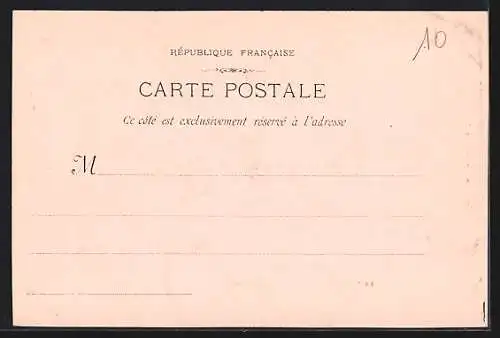 RÉPUBLIQUE FRANÇAISE
10
CARTE POSTALE
Ce côté est exclusivement réservé à l'adresse
M